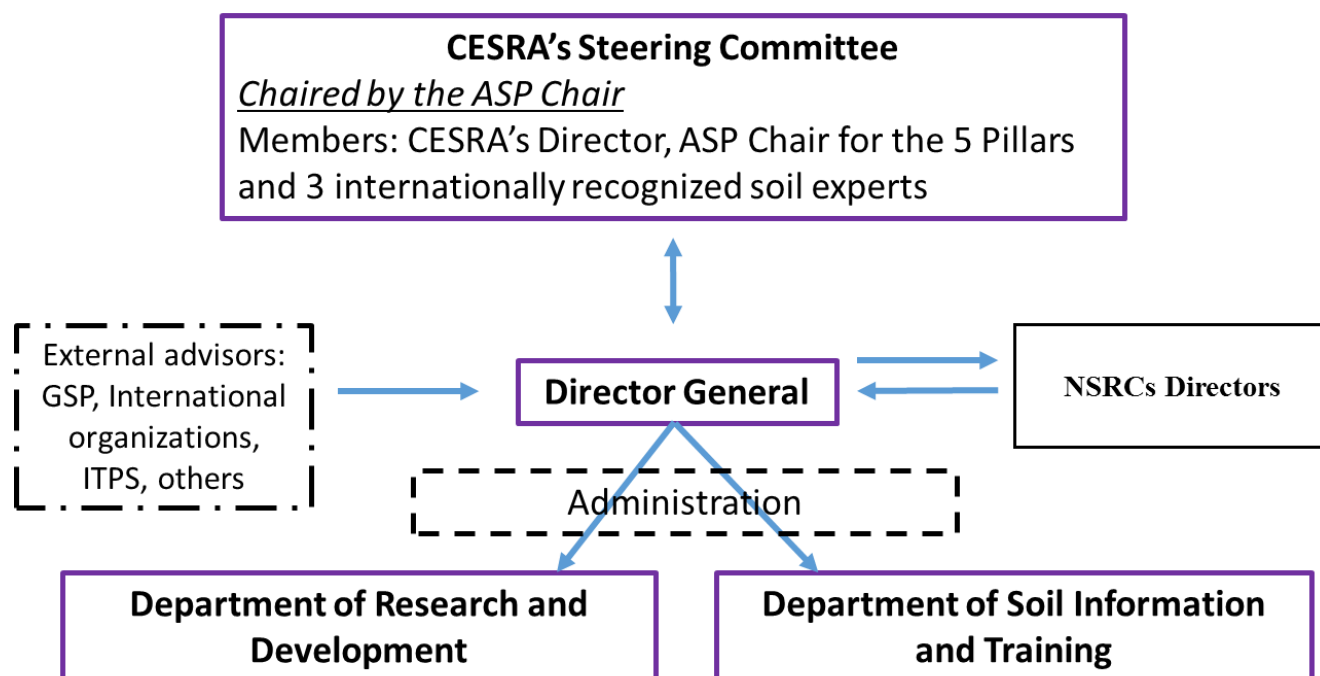 CESRA’s Steering Committee
Chaired by the ASP Chair
Members: CESRA’s Director, ASP Chair for the 5 Pillars
and 3 internationally recognized soil experts
External advisors:
GSP, International
organizations,
ITPS, others
Director General
NSRCs Directors
Administration
Department of Research and
Development
Department of Soil Information
and Training